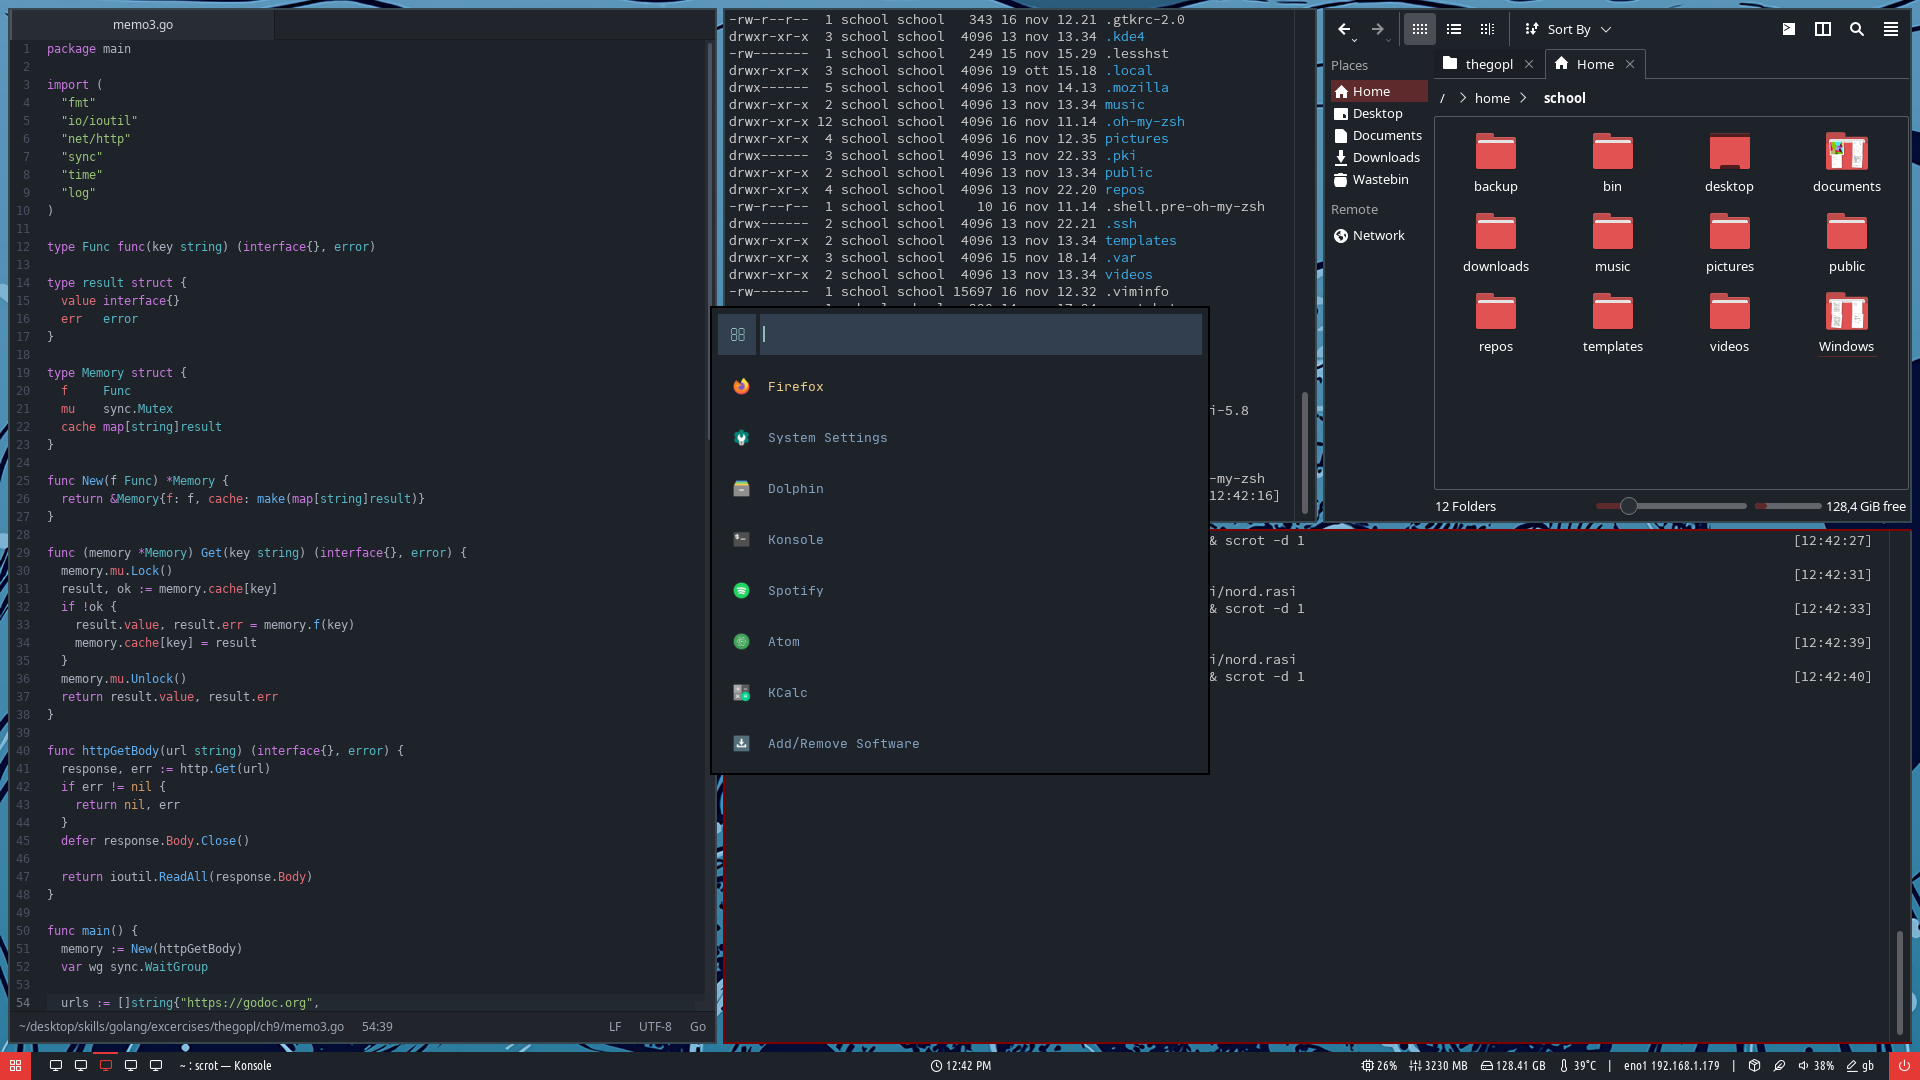 memo3.go
1 package main
2
3 import (
4 "fmt"
5 "io/ioutil"
6 "net/http"
7 "sync"
8 "time"
9 "log"
10 )
11
12 type Func func(key string) (interface{}, error)
13
14 type result struct {
15 value interface{}
16 err error
17 }
18
19 type Memory struct {
20 f Func
21 mu sync.Mutex
22 cache map[string]result
23 }
24
25 func New(f Func) *Memory {
26 return &Memory{f: f, cache: make(map[string]result)}
27 }
28
29 func (memory *Memory) Get(key string) (interface{}, error) {
30 memory.mu.Lock()
31 result, ok := memory.cache[key]
32 if !ok {
33 result.value, result.err = memory.f(key)
34 memory.cache[key] = result
35 }
36 memory.mu.Unlock()
37 return result.value, result.err
38 }
39
40 func httpGetBody(url string) (interface{}, error) {
41 response, err := http.Get(url)
42 if err != nil {
43 return nil, err
44 }
45 defer response.Body.Close()
46
47 return ioutil.ReadAll(response.Body)
48 }
49
50 func main() {
51 memory := New(httpGetBody)
52 var wg sync.WaitGroup
53
54 urls := []string{"https://godoc.org",
~/desktop/skills/golang/excercises/thegopl/ch9/memo3.go 54:39 LF UTF-8 Go
-rw-r--r-- 1 school school 343 16 nov 12.21 .gtkrc-2.0
drwxr-xr-x 3 school school 4096 13 nov 13.34 .kde4
-rw------- 1 school school 249 15 nov 15.29 .lesshst
drwxr-xr-x 3 school school 4096 19 ott 15.18 .local
drwx------ 5 school school 4096 13 nov 14.13 .mozilla
drwxr-xr-x 2 school school 4096 13 nov 13.34 music
drwxr-xr-x 12 school school 4096 16 nov 11.14 .oh-my-zsh
drwxr-xr-x 4 school school 4096 16 nov 12.35 pictures
drwx------ 3 school school 4096 13 nov 22.33 .pki
drwxr-xr-x 2 school school 4096 13 nov 13.34 public
drwxr-xr-x 4 school school 4096 13 nov 22.20 repos
-rw-r--r-- 1 school school 10 16 nov 11.14 .shell.pre-oh-my-zsh
drwx------ 2 school school 4096 13 nov 22.21 .ssh
drwxr-xr-x 2 school school 4096 13 nov 13.34 templates
drwxr-xr-x 3 school school 4096 15 nov 18.14 .var
drwxr-xr-x 2 school school 4096 13 nov 13.34 videos
-rw------- 1 school school 15697 16 nov 12.32 .viminfo
i-5.8
-my-zsh
12:42:16]
Firefox
System Settings
Dolphin
Konsole
Spotify
Atom
KCalc
Add/Remove Software
Sort By
Places
Home
Desktop
Documents
Downloads
Wastebin
Remote
Network
thegopl
Home
/ > home > school
backup bin desktop documents
downloads music pictures public
repos templates videos Windows
12 Folders 128,4 GiB free
& scrot -d 1 [12:42:27]
[12:42:31]
i/nord.rasi
& scrot -d 1 [12:42:33]
[12:42:39]
i/nord.rasi
& scrot -d 1 [12:42:40]
~ : scrot — Konsole
12:42 PM
26% 3230 MB 128.41 GB 39°C | eno1 192.168.1.179 | 38% gb